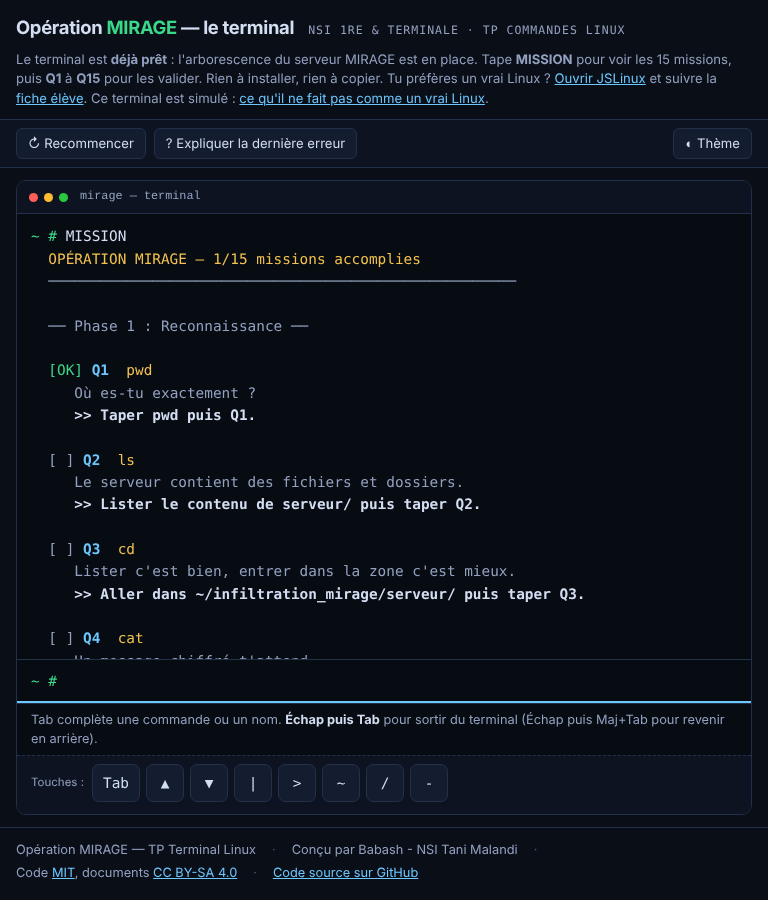 Opération MIRAGE — le terminal NSI 1RE & TERMINALE · TP COMMANDES LINUX
Le terminal est déjà prêt : l'arborescence du serveur MIRAGE est en place. Tape MISSION pour voir les 15 missions,
puis Q1 à Q15 pour les valider. Rien à installer, rien à copier. Tu préfères un vrai Linux ? Ouvrir JSLinux et suivre la
fiche élève. Ce terminal est simulé : ce qu'il ne fait pas comme un vrai Linux.
↻ Recommencer
? Expliquer la dernière erreur
◖ Thème
mirage — terminal
~ # MISSION
OPÉRATION MIRAGE — 1/15 missions accomplies
── Phase 1 : Reconnaissance ──
[OK] Q1 pwd
Où es-tu exactement ?
>> Taper pwd puis Q1.
[ ] Q2 ls
Le serveur contient des fichiers et dossiers.
>> Lister le contenu de serveur/ puis taper Q2.
[ ] Q3 cd
Lister c'est bien, entrer dans la zone c'est mieux.
>> Aller dans ~/infiltration_mirage/serveur/ puis taper Q3.
[ ] Q4 cat
Un message chiffré t'attend
~ #
Tab complète une commande ou un nom. Échap puis Tab pour sortir du terminal (Échap puis Maj+Tab pour revenir
en arrière).
Touches : Tab ▲ ▼ | > ~ / -
Opération MIRAGE — TP Terminal Linux · Conçu par Babash - NSI Tani Malandi ·
Code MIT, documents CC BY-SA 4.0 · Code source sur GitHub